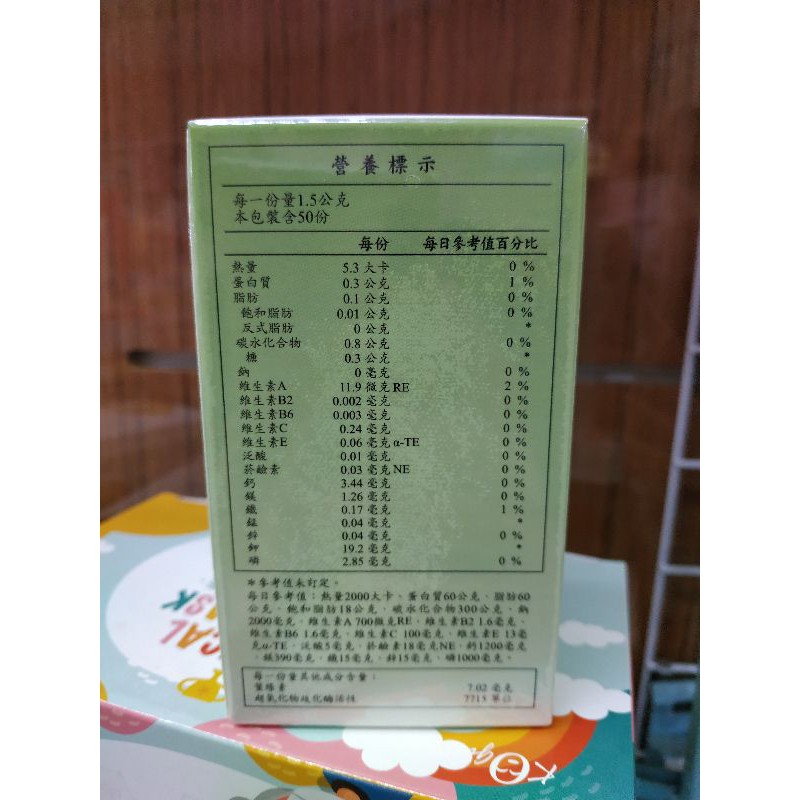 營養標示
每一份量1.5公克
本包裝含50份
每份 每日參考值百分比
熱量 5.3 大卡 0 %
蛋白質 0.3 公克 1 %
脂肪 0.1 公克 0 %
飽和脂肪 0.01 公克 0 %
反式脂肪 0 公克 *
碳水化合物 0.8 公克 0 %
糖 0.3 公克 *
鈉 0 毫克 0 %
維生素A 11.9 微克RE 2 %
維生素B2 0.002 毫克 0 %
維生素B6 0.003 毫克 0 %
維生素C 0.24 毫克 0 %
維生素E 0.06 毫克α-TE 0 %
泛酸 0.01 毫克 0 %
菸鹼素 0.03 毫克NE 0 %
鈣 3.44 毫克 0 %
鎂 1.26 毫克 0 %
鐵 0.17 毫克 1 %
錳 0.04 毫克 *
鋅 0.04 毫克 0 %
鉀 19.2 毫克 *
磷 2.85 毫克 0 %
*參考值未訂定。
每日參考值:熱量2000大卡、蛋白質60公克、脂肪60
公克、飽和脂肪18公克、碳水化合物300公克、鈉
2000毫克、維生素A 700微克RE、維生素B2 1.6毫克、
維生素B6 1.6毫克、維生素C 100毫克、維生素E 13毫
克α-TE、泛酸5毫克、菸鹼素18毫克NE、鈣1200毫克
、鎂390毫克、鐵15毫克、鋅15毫克、磷1000毫克。
每一份量其他成分含量:
葉綠素 7.02 毫克
超氧化物歧化酶活性 7715 單位
CAL
ASK